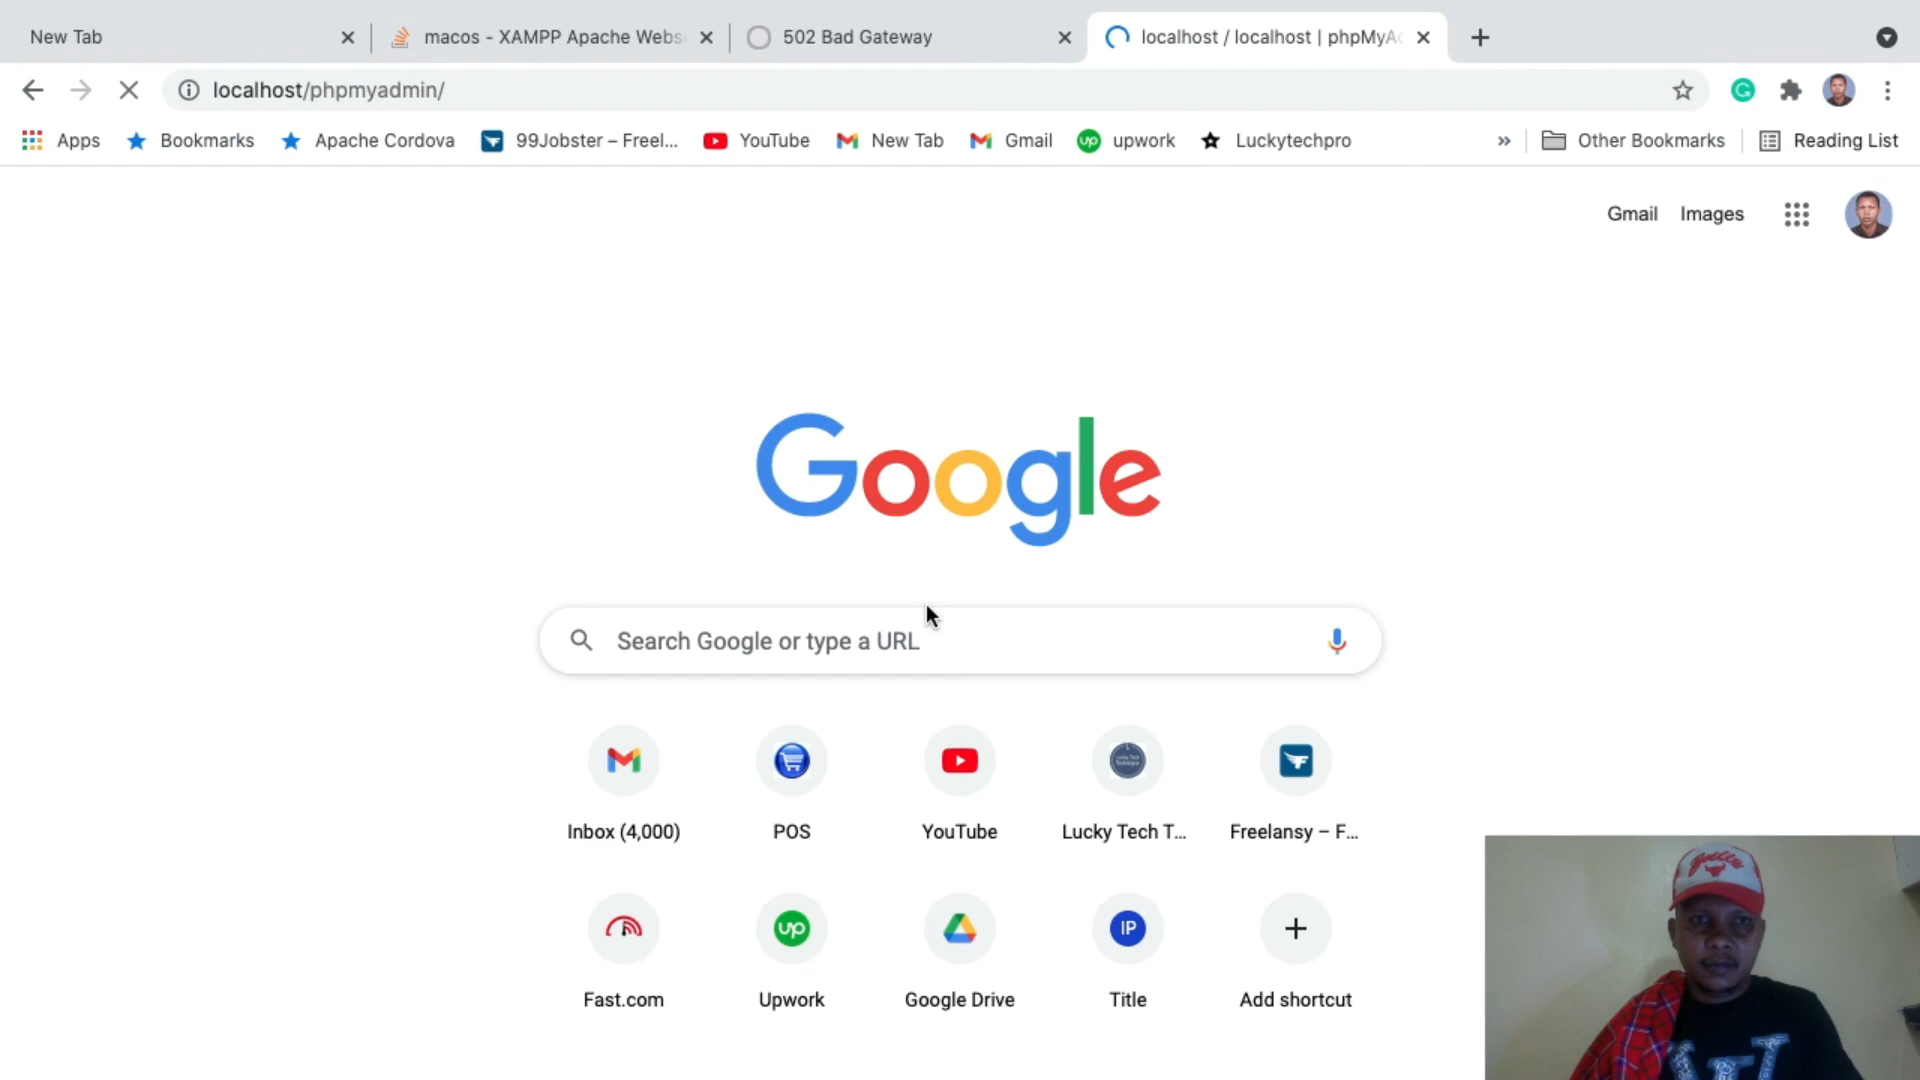 New Tab
macos - XAMPP Apache Webs
502 Bad Gateway
localhost / localhost | phpMyA
localhost/phpmyadmin/
Apps
Bookmarks
Apache Cordova
99Jobster – Freel...
YouTube
New Tab
Gmail
upwork
Luckytechpro
»
Other Bookmarks
Reading List
Gmail
Images
Google
Search Google or type a URL
Inbox (4,000)
POS
YouTube
Lucky Tech T...
Freelansy – F...
up
IP
Fast.com
Upwork
Google Drive
Title
Add shortcut